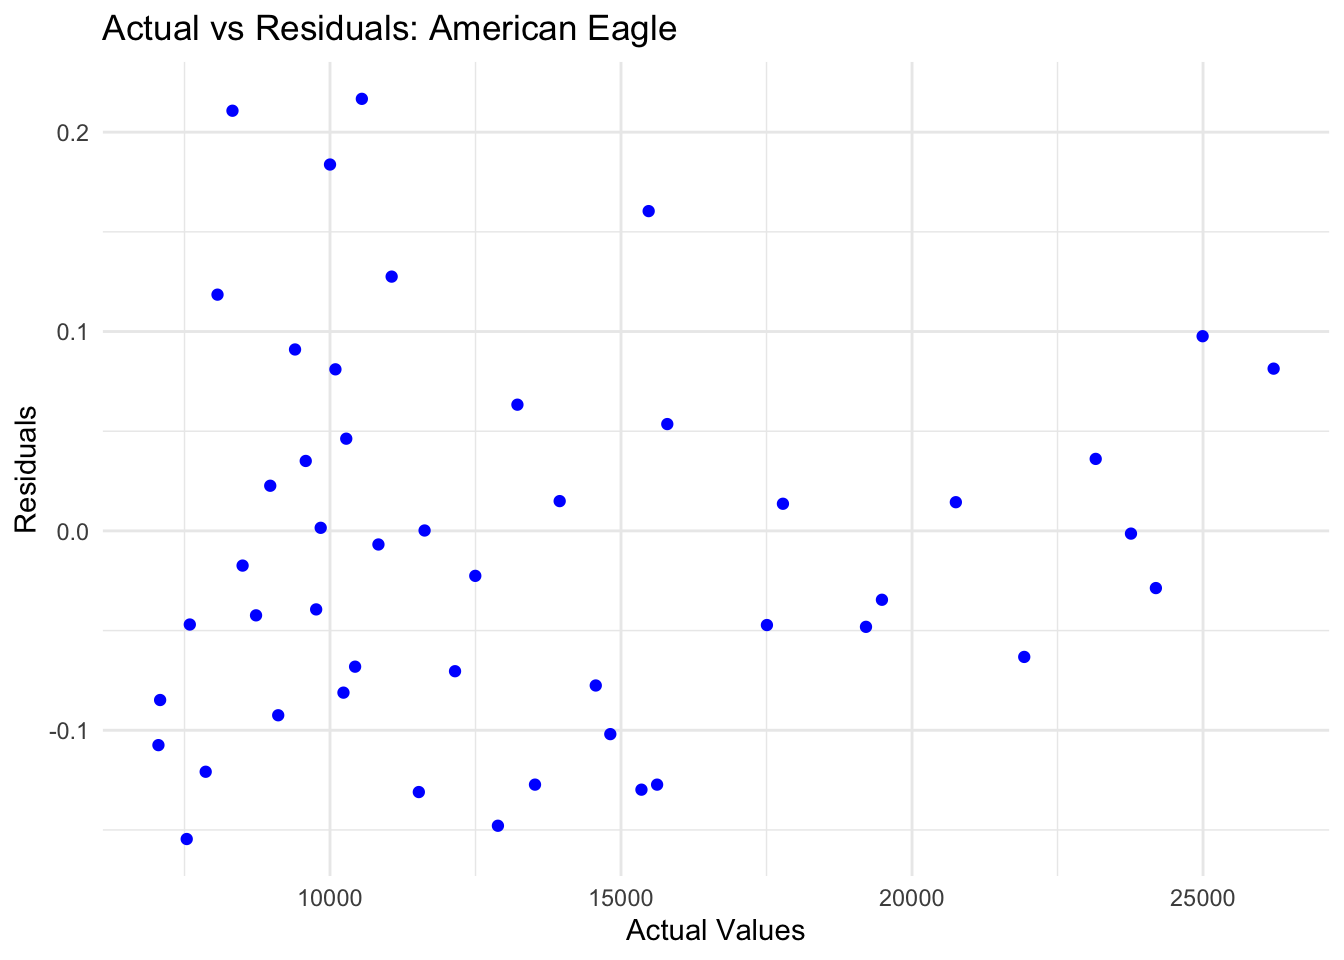 Actual vs Residuals: American Eagle
0.2
0.1
0.0
-0.1
Residuals
10000 15000 20000 25000
Actual Values